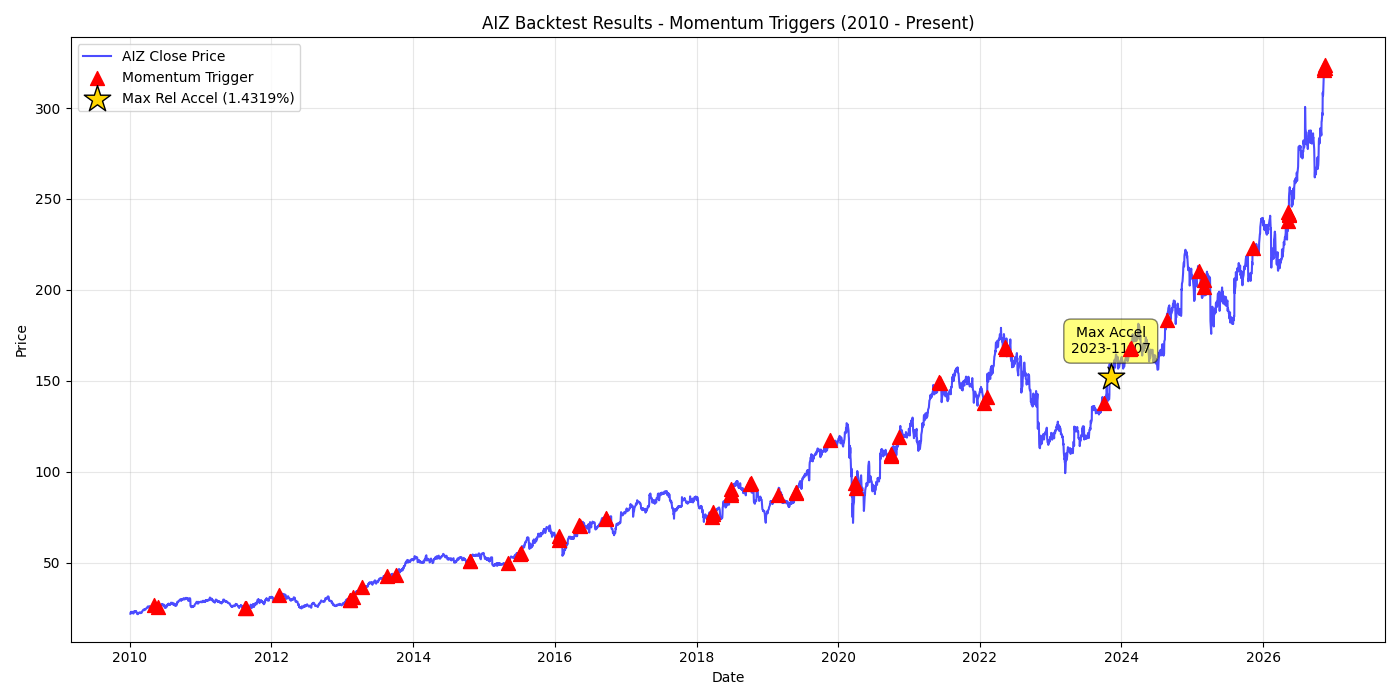 AIZ Backtest Results - Momentum Triggers (2010 - Present)
AIZ Close Price
Momentum Trigger
Max Rel Accel (1.4319%)
Price
300
250
200
150
100
50
Max Accel
2023-11-07
2010
2012
2014
2016
2018
2020
2022
2024
2026
Date